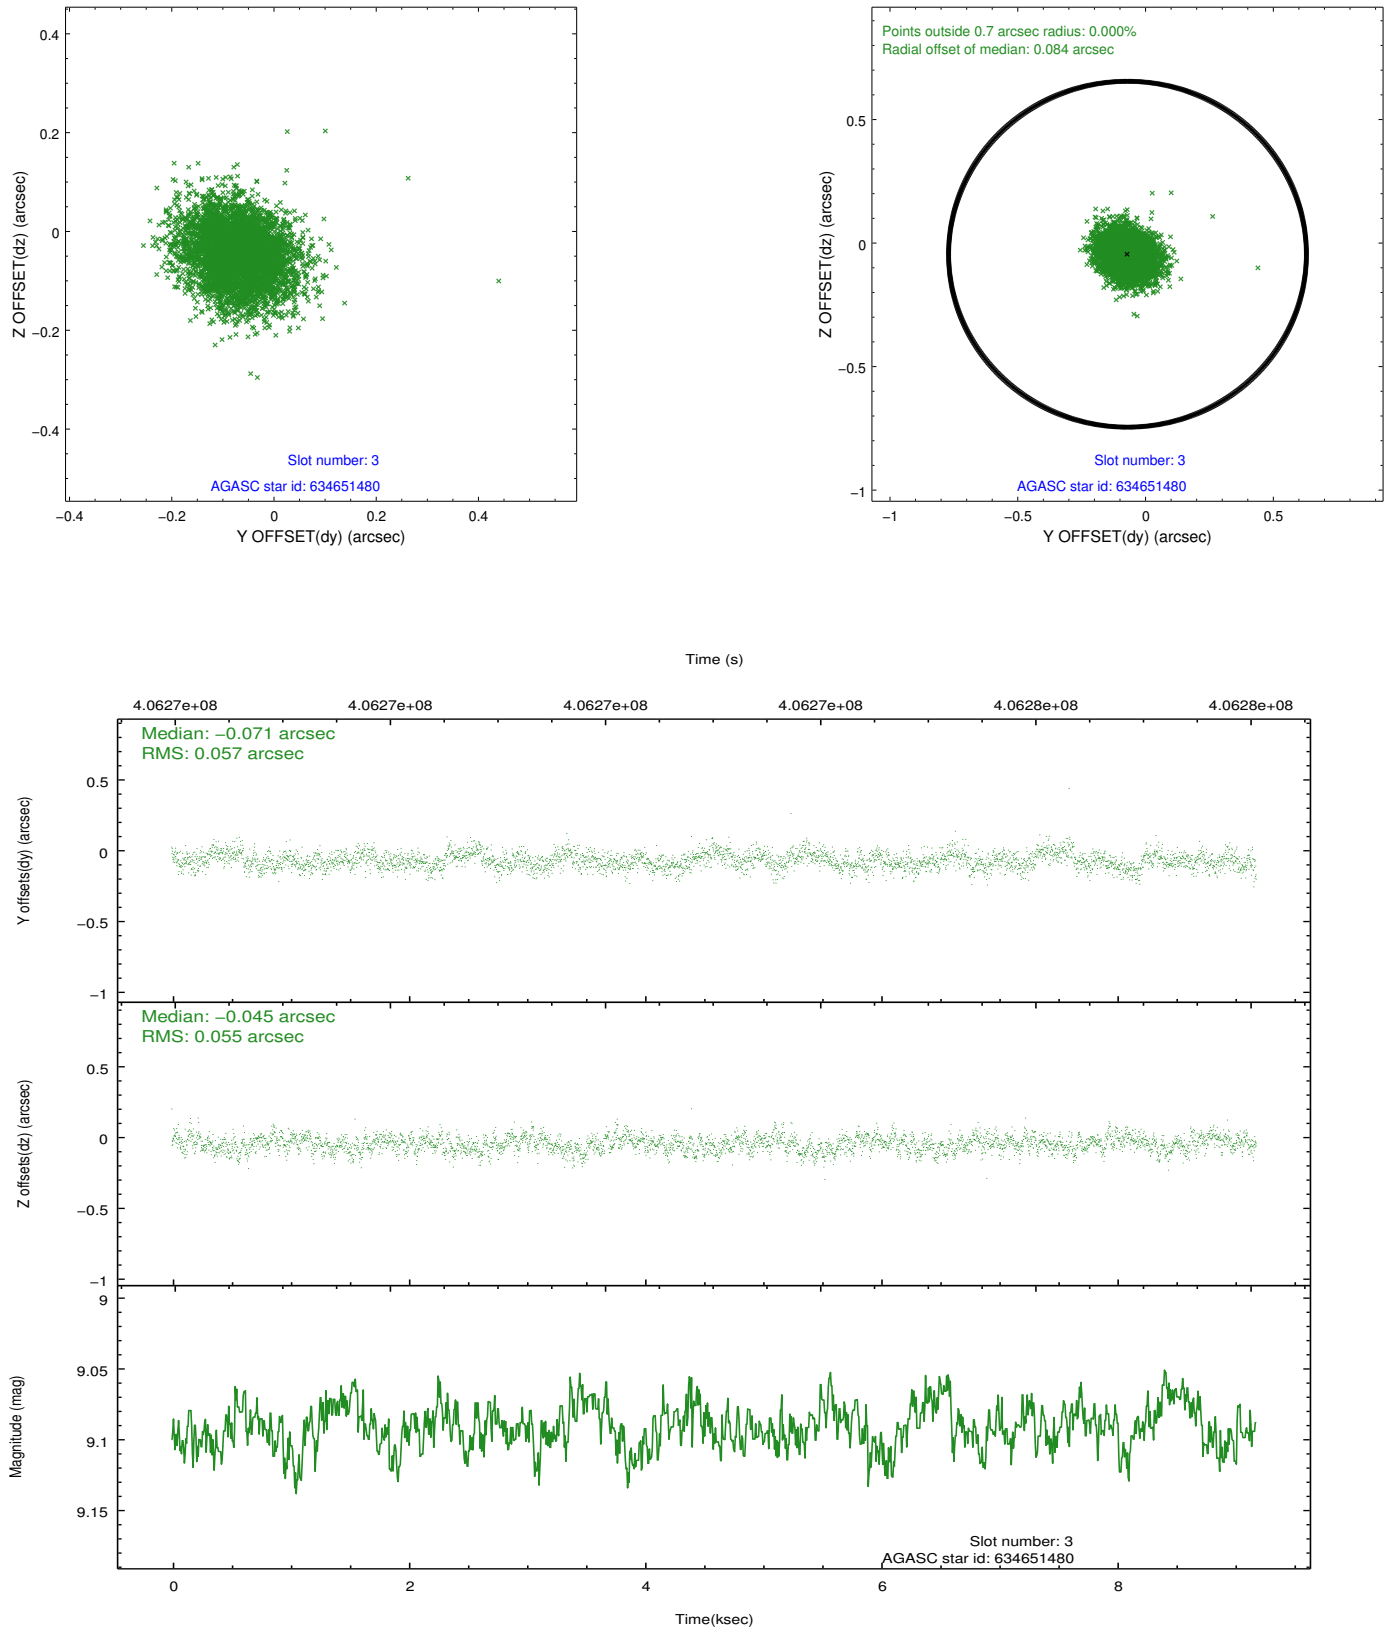 0.4
0.2
0
−0.2
−0.4
Z OFFSET(dz) (arcsec)
Slot number: 3
AGASC star id: 634651480
−0.4 −0.2 0 0.2 0.4
Y OFFSET(dy) (arcsec)
Points outside 0.7 arcsec radius: 0.000%
Radial offset of median: 0.084 arcsec
0.5
0
−0.5
−1
Z OFFSET(dz) (arcsec)
Slot number: 3
AGASC star id: 634651480
−1 −0.5 0 0.5
Y OFFSET(dy) (arcsec)
Time (s)
4.0627e+08 4.0627e+08 4.0627e+08 4.0627e+08 4.0628e+08 4.0628e+08
Median: −0.071 arcsec
RMS: 0.057 arcsec
0.5
0
−0.5
−1
Y offsets(dy) (arcsec)
Median: −0.045 arcsec
RMS: 0.055 arcsec
0.5
0
−0.5
−1
Z offsets(dz) (arcsec)
9
9.05
9.1
9.15
Magnitude (mag)
Slot number: 3
AGASC star id: 634651480
0 2 4 6 8
Time(ksec)